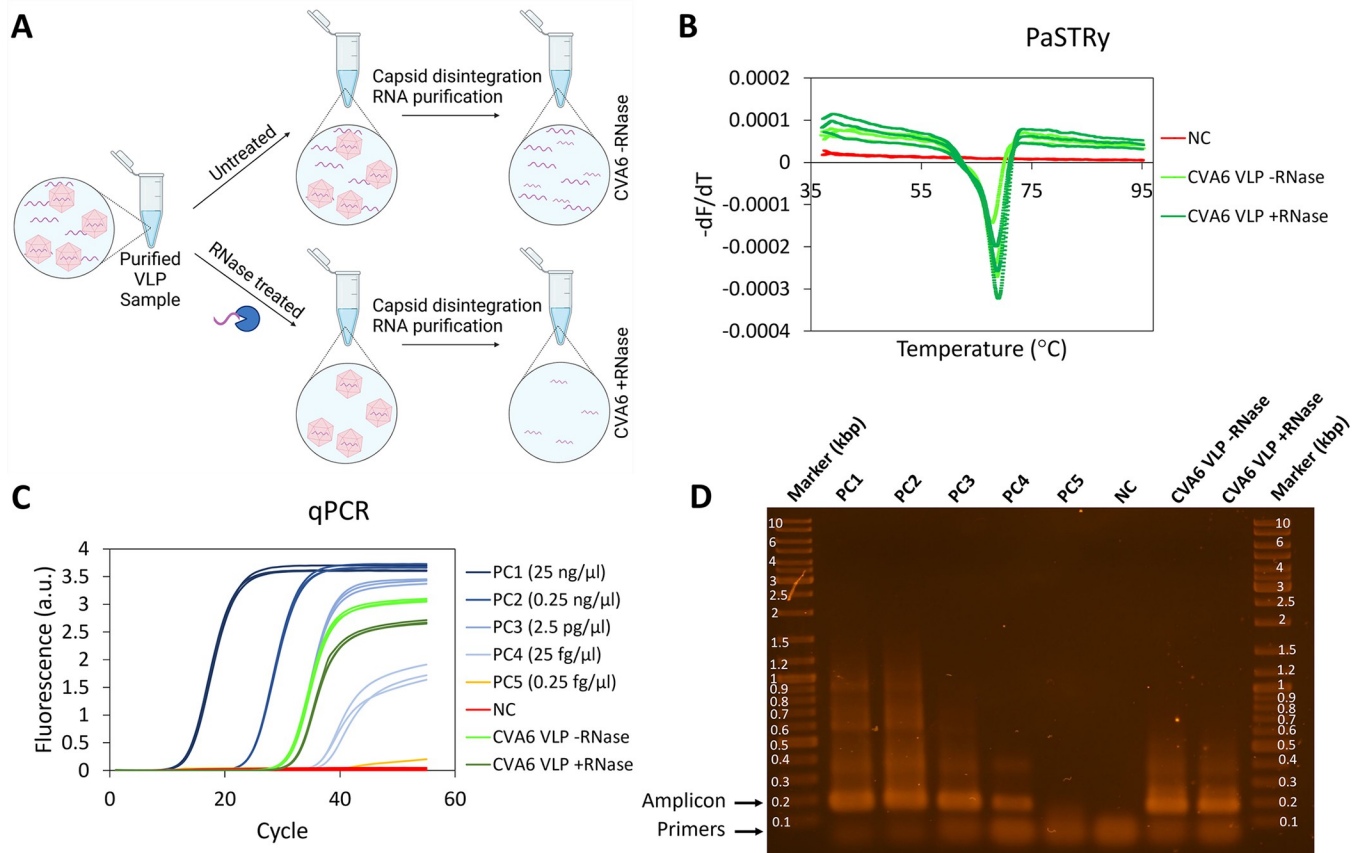 A
Untreated
Capsid disintegration
RNA purification
CVA6 -RNase
Purified
VLP
Sample
RNase treated
Capsid disintegration
RNA purification
CVA6 +RNase
B
PaSTRy
0.0002
0.0001
0
-0.0001
-0.0002
-0.0003
-0.0004
-dF/dT
35
55
75
95
Temperature (°C)
NC
CVA6 VLP -RNase
CVA6 VLP +RNase
C
qPCR
4
3.5
3
2.5
2
1.5
1
0.5
0
Fluorescence (a.u.)
0
20
40
60
Cycle
PC1 (25 ng/µl)
PC2 (0.25 ng/µl)
PC3 (2.5 pg/µl)
PC4 (25 fg/µl)
PC5 (0.25 fg/µl)
NC
CVA6 VLP -RNase
CVA6 VLP +RNase
D
Marker (kbp)
PC1
PC2
PC3
PC4
PC5
NC
CVA6 VLP -RNase
CVA6 VLP +RNase
Marker (kbp)
10
6
4
3
2.5
2
1.5
1.2
1
0.9
0.8
0.7
0.6
0.5
0.3
0.2
0.1
10
6
4
3
2.5
2
1.5
1.2
1
0.9
0.8
0.7
0.6
0.5
0.3
0.2
0.1
Amplicon
Primers